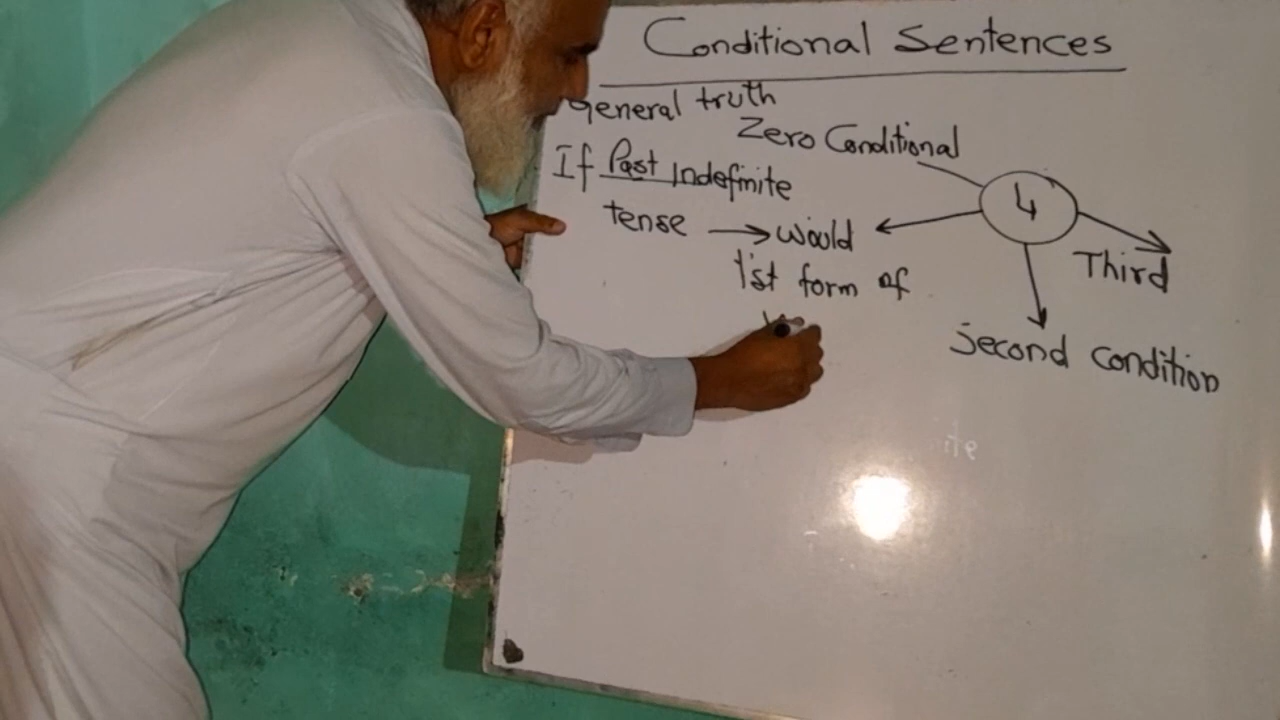 Conditional Sentences
General truth
Zero Conditional
If Past Indefinite
tense → would
1st form of
4
Third
Second condition